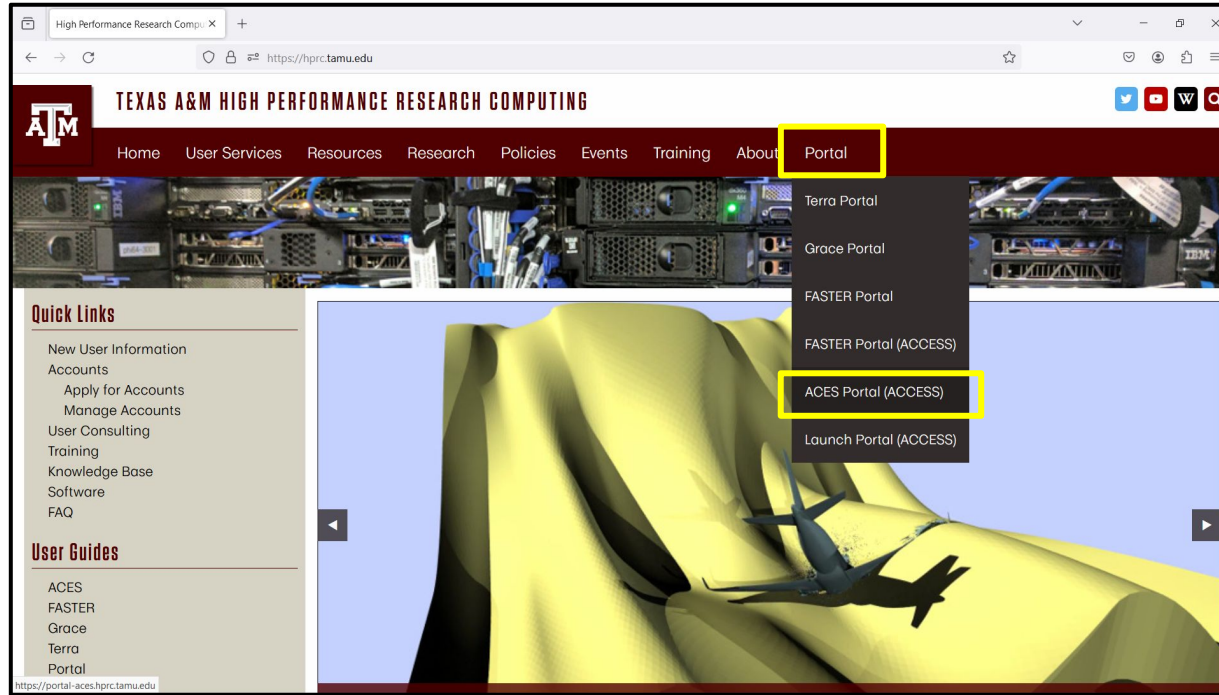 High Performance Research Compu
https://hprc.tamu.edu
TEXAS A&M HIGH PERFORMANCE RESEARCH COMPUTING
ĀM
W
Home User Services Resources Research Policies Events Training About Portal
Terra Portal
Grace Portal
FASTER Portal
FASTER Portal (ACCESS)
ACES Portal (ACCESS)
Launch Portal (ACCESS)
IBM
IBM
Quick Links
New User Information
Accounts
Apply for Accounts
Manage Accounts
User Consulting
Training
Knowledge Base
Software
FAQ
User Guides
ACES
FASTER
Grace
Terra
Portal
https://portal-aces.hprc.tamu.edu